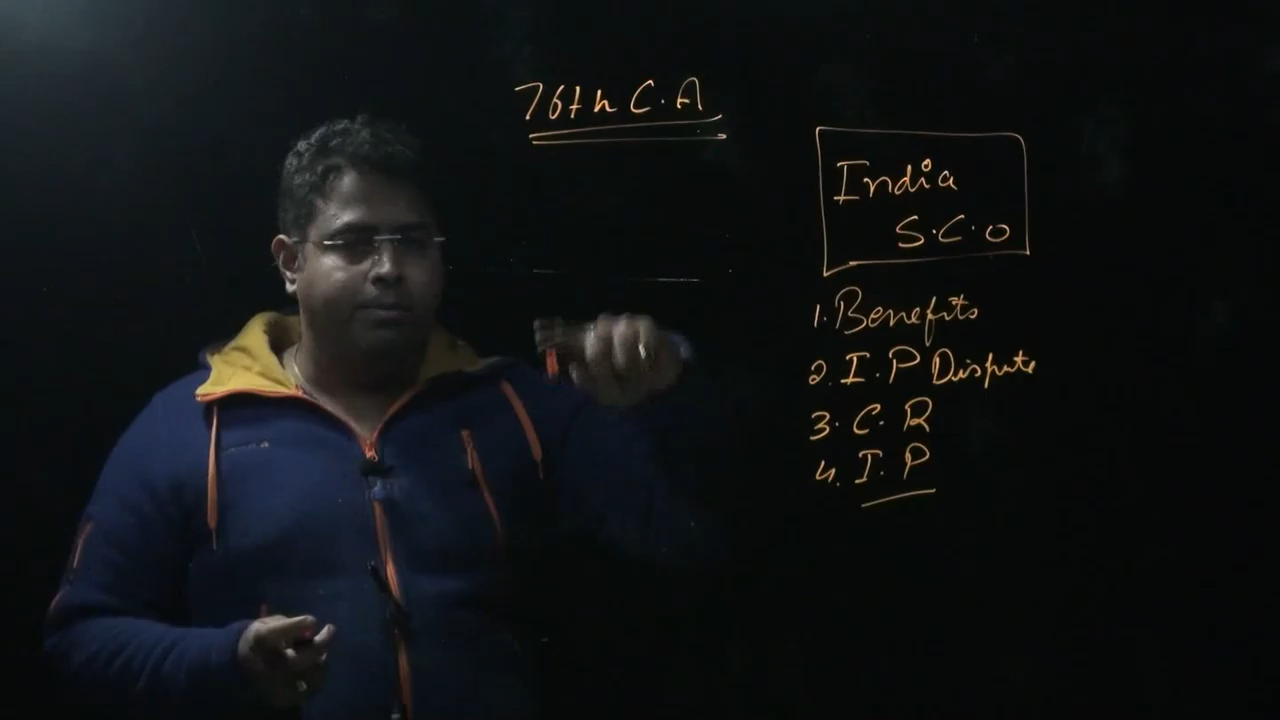 76th C.A
India
S.C.O
1. Benefits
2. I.P Dispute
3. C.R
4. I.P